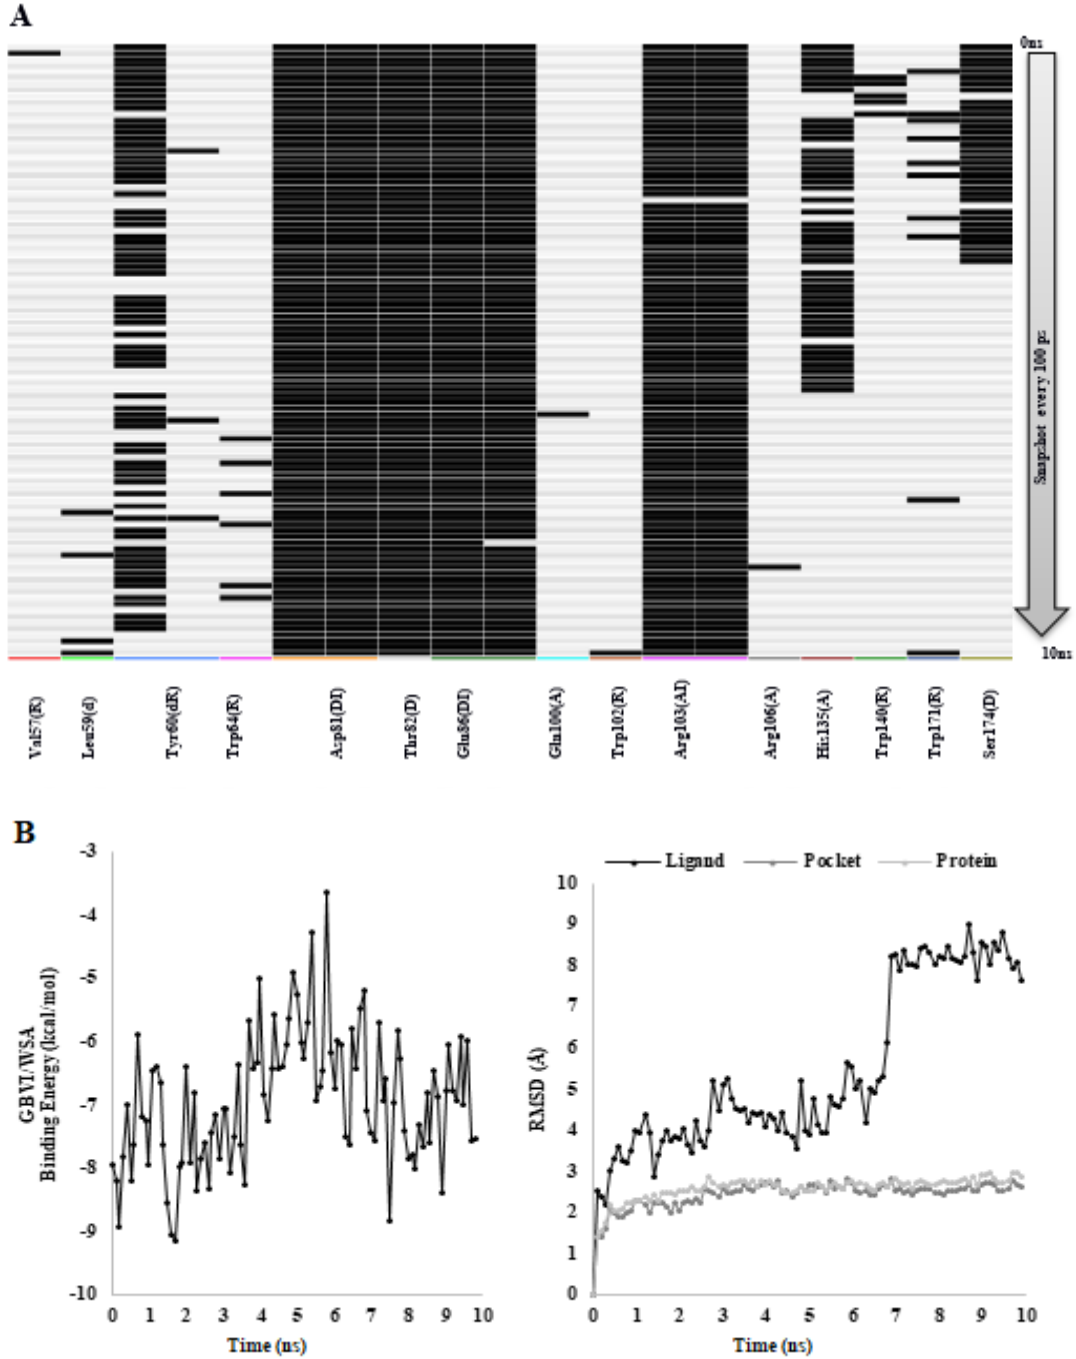 A
0ns
Snapshot every 100 ps
10ns
Val57(R)
Leu59(d)
Tyr60(dR)
Trp64(R)
Asp81(DI)
Thr82(D)
Glu86(DI)
Gln100(A)
Trp102(R)
Arg103(AI)
Arg106(A)
His135(A)
Trp140(R)
Trp171(R)
Ser174(D)
B
-3
-4
-5
-6
-7
-8
-9
-10
GBVI/WSA
Binding Energy (kcal/mol)
0 1 2 3 4 5 6 7 8 9 10
Time (ns)
Ligand Pocket Protein
10
9
8
7
6
5
4
3
2
1
0
RMSD (Å)
0 1 2 3 4 5 6 7 8 9 10
Time (ns)